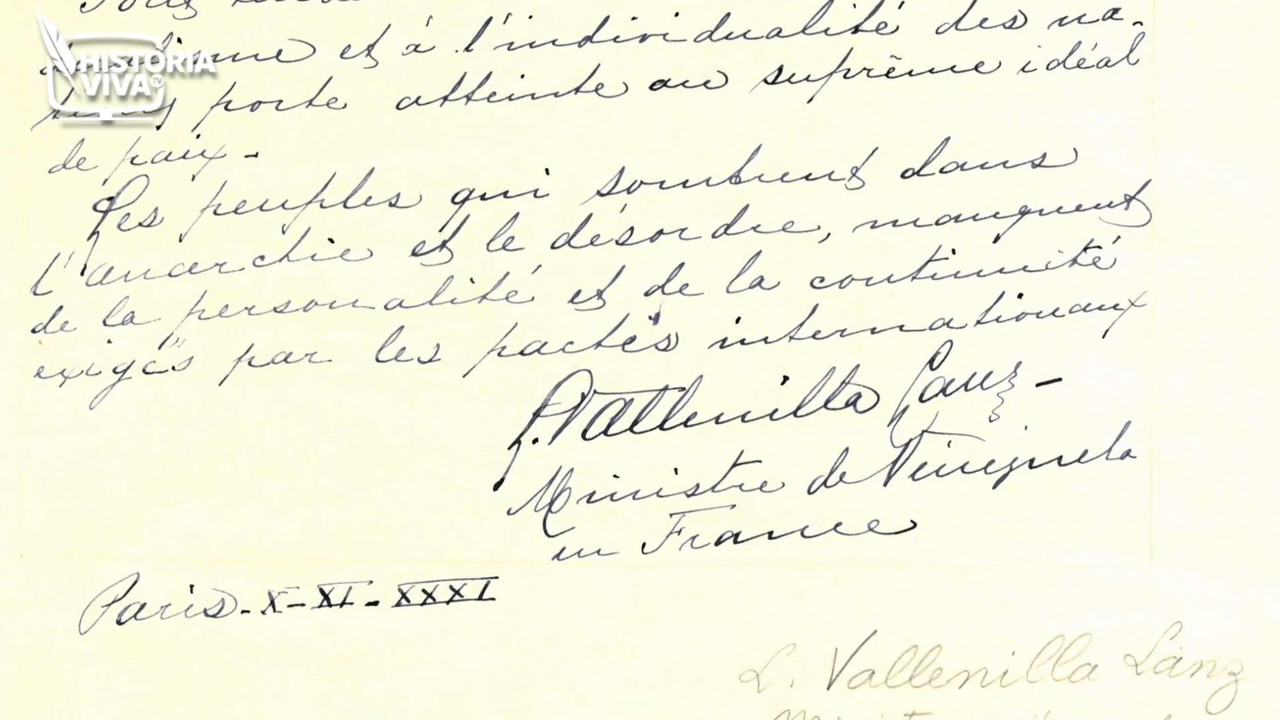 HISTORIA
VIVA
et à l'individualité des na-
porte atteinte au suprême idéal
de paix-
Les peuples qui sombrent dans
l'anarchie et le désordre, manquent
de la personalité et de la continuité
exigés par les pactes internationaux
L. Vallenilla Lanz-
Ministre de Venezuela
en France
Paris-X-XI-XXXI
L. Vallenilla Lanz